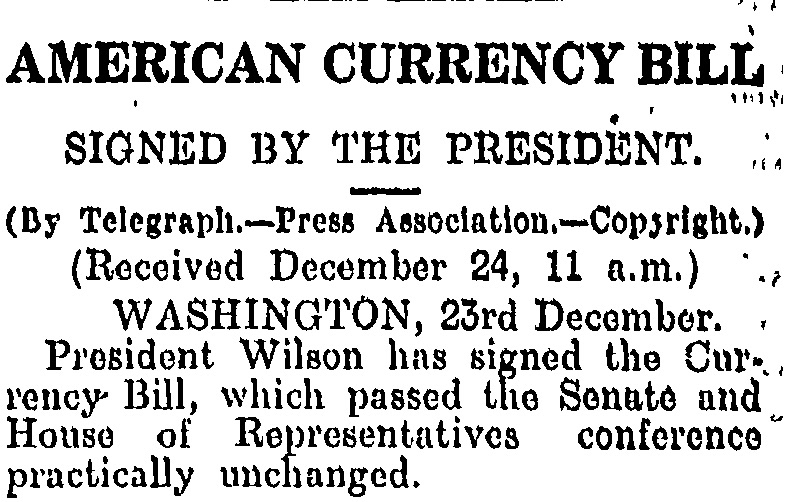 AMERICAN CURRENCY BILL
SIGNED BY THE PRESIDENT.
(By Telegraph.—Press Association.—Copyright.)
(Received December 24, 11 a.m.)
WASHINGTON, 23rd December.
President Wilson has signed the Cur-
rency Bill, which passed the Senate and
House of Representatives conference
practically unchanged.